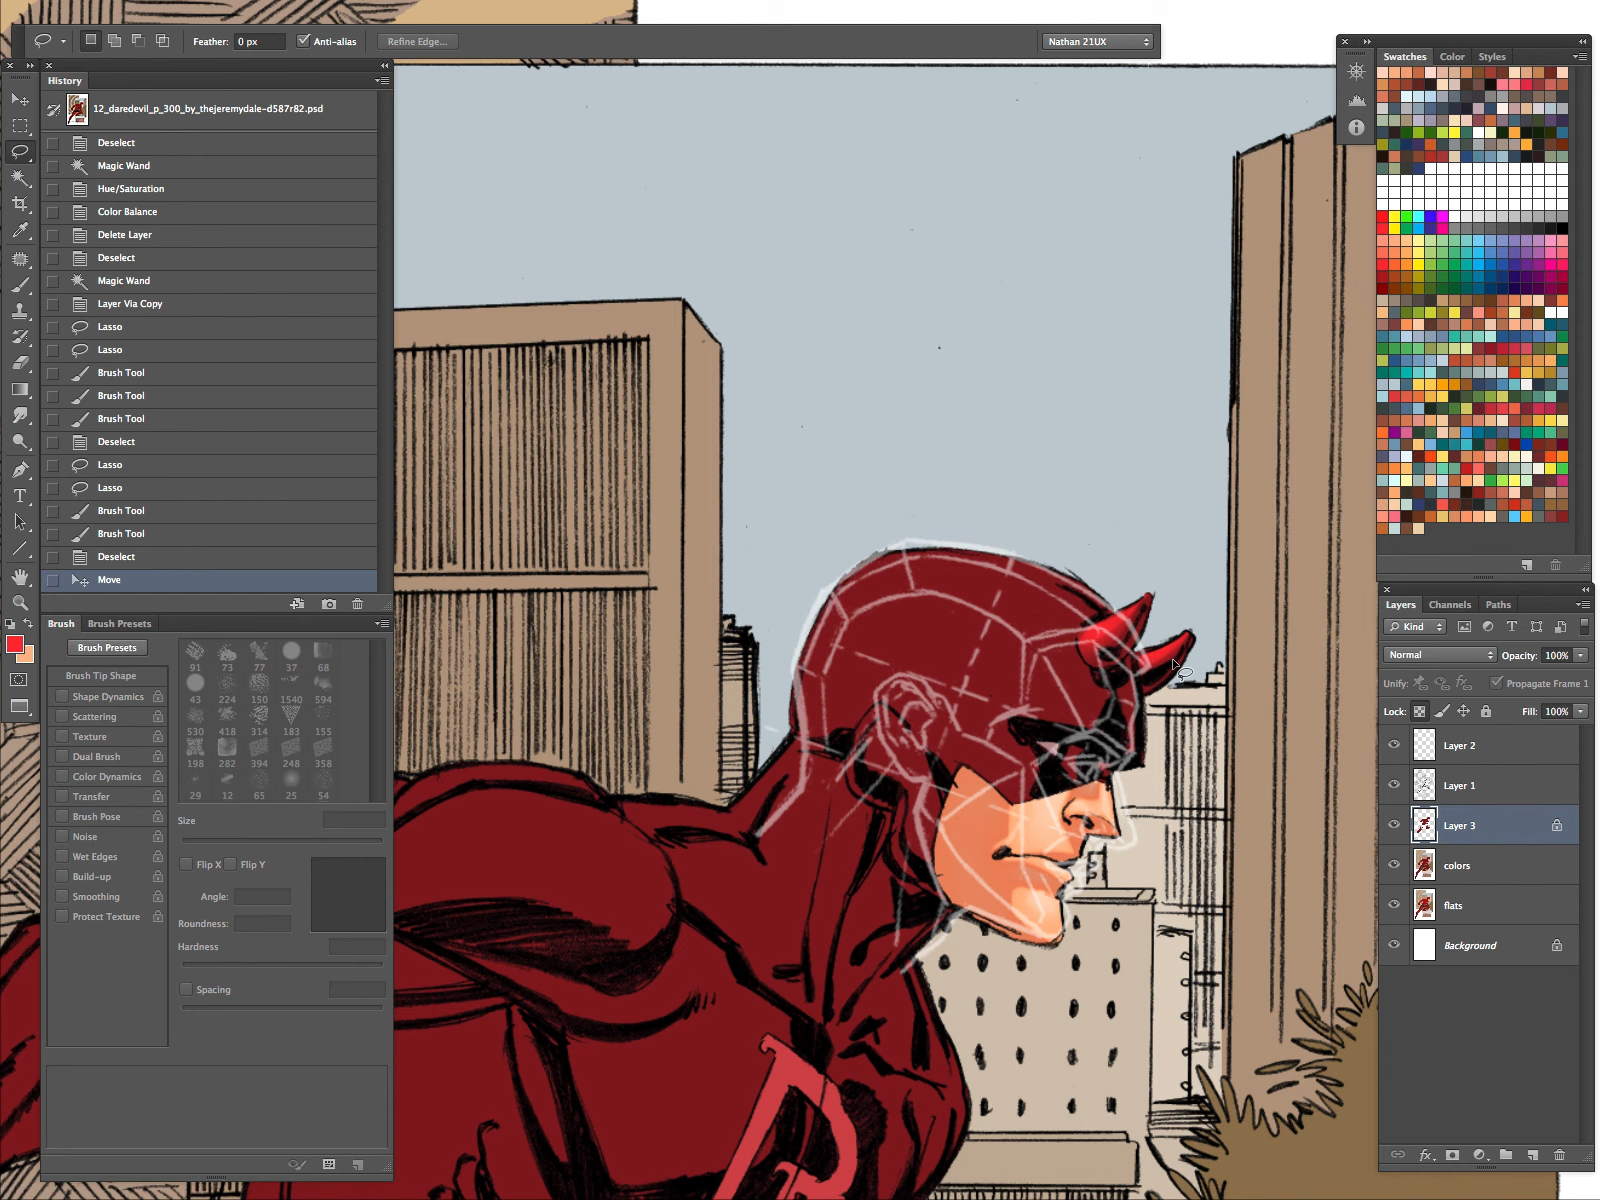 Feather: 0 px Anti-alias Refine Edge... Nathan 21UX
History
12_daredevil_p_300_by_thejeremydale-d587r82.psd
Deselect
Magic Wand
Hue/Saturation
Color Balance
Delete Layer
Deselect
Magic Wand
Layer Via Copy
Lasso
Lasso
Brush Tool
Brush Tool
Brush Tool
Deselect
Lasso
Lasso
Brush Tool
Brush Tool
Deselect
Move
Brush Brush Presets
Brush Presets
Brush Tip Shape
Shape Dynamics
Scattering
Texture
Dual Brush
Color Dynamics
Transfer
Brush Pose
Noise
Wet Edges
Build-up
Smoothing
Protect Texture
91 73 77 37 68
43 224 150 1540 594
530 418 314 183 155
198 282 394 248 358
29 12 65 25 54
Size
Flip X Flip Y
Angle:
Roundness:
Hardness
Spacing
Swatches Color Styles
Layers Channels Paths
Kind
Normal Opacity: 100%
Unify: Propagate Frame 1
Lock: Fill: 100%
Layer 2
Layer 1
Layer 3
colors
flats
Background
fx